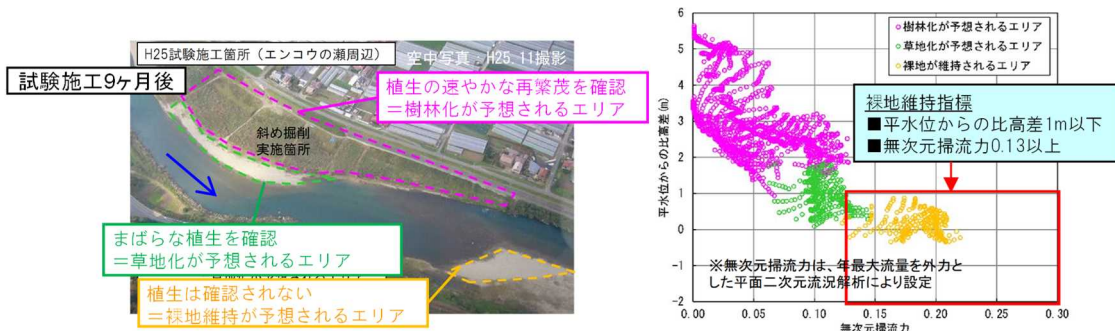 H25試験施工箇所（エンコウの瀬周辺）
空中写真 H25.11撮影
試験施工9ヶ月後
植生の速やかな再繁茂を確認
＝樹林化が予想されるエリア
斜め掘削
実施箇所
まばらな植生を確認
＝草地化が予想されるエリア
植生は確認されない
＝裸地維持が予想されるエリア
平水位からの比高差(m)
6
5
4
3
2
1
0
−1
−2
0.00
0.05
0.10
0.15
0.20
0.25
0.30
無次元掃流力
樹林化が予想されるエリア
草地化が予想されるエリア
裸地が維持されるエリア
裸地維持指標
■平水位からの比高差1m以下
■無次元掃流力0.13以上
※無次元掃流力は、年最大流量を外力と
した平面二次元流況解析により設定